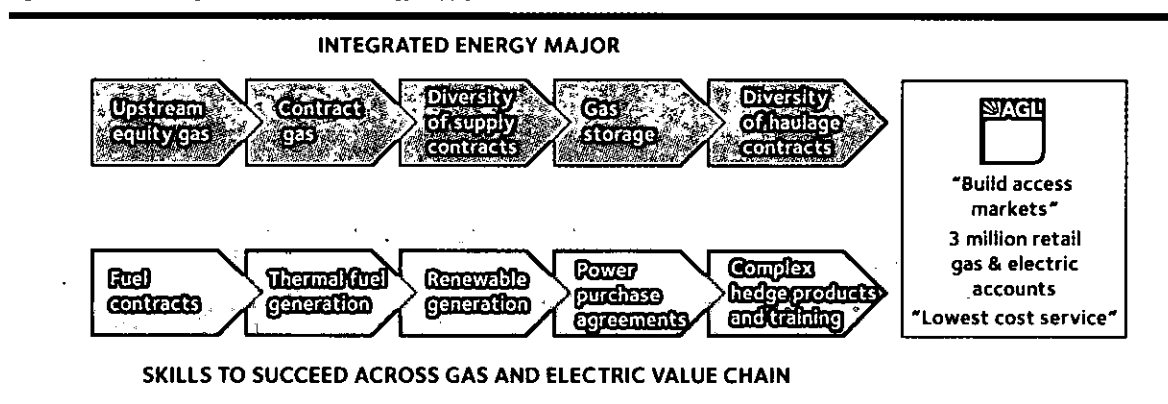 INTEGRATED ENERGY MAJOR
Upstream
equity gas
Contract
gas
Diversity
of supply
contracts
Gas
storage
Diversity
of haulage
contracts
AGL
"Build access
markets"
3 million retail
gas & electric
accounts
"Lowest cost service"
Fuel
contracts
Thermal fuel
generation
Renewable
generation
Power
purchase
agreements
Complex
hedge products
and training
SKILLS TO SUCCEED ACROSS GAS AND ELECTRIC VALUE CHAIN